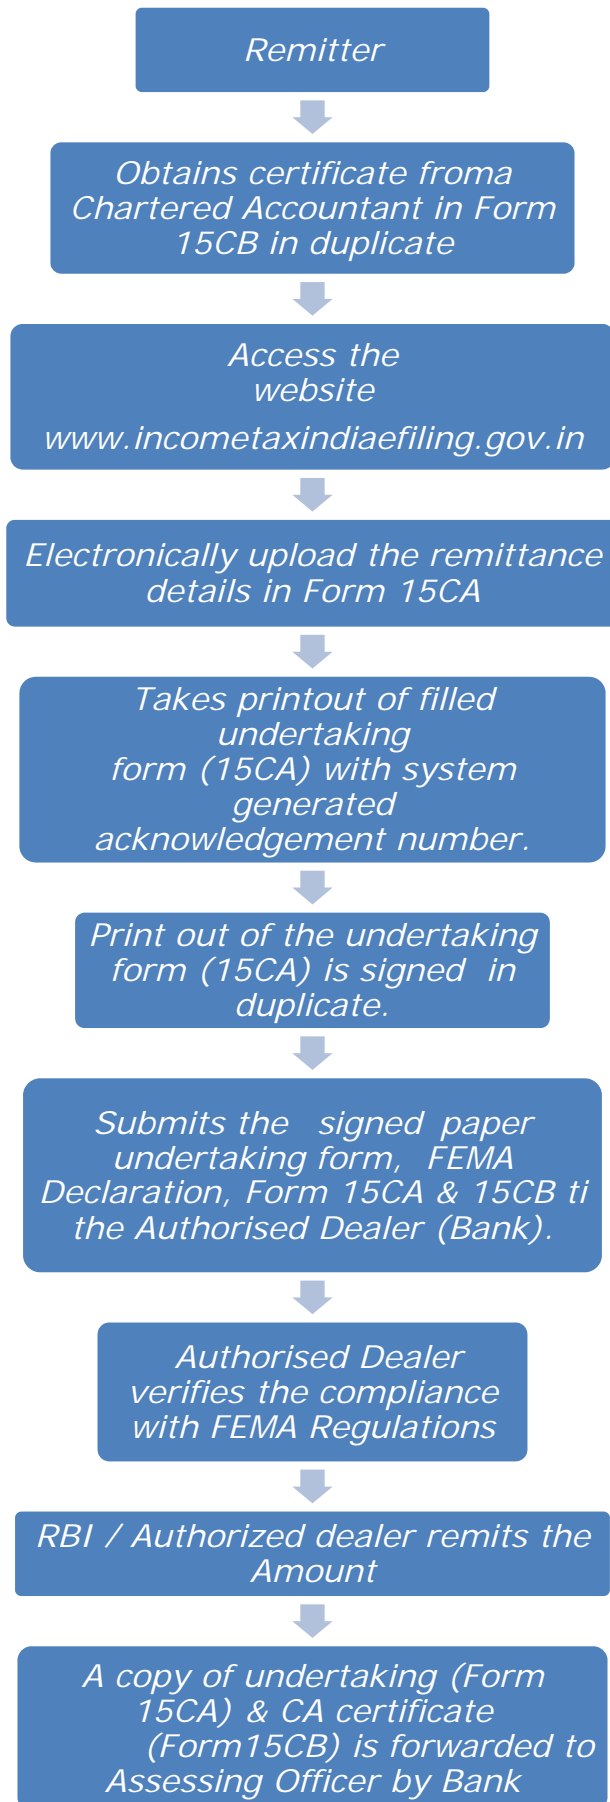 Remitter
Obtains certificate froma
Chartered Accountant in Form
15CB in duplicate
Access the
website
www.incometaxindiaefiling.gov.in
Electronically upload the remittance
details in Form 15CA
Takes printout of filled
undertaking
form (15CA) with system
generated
acknowledgement number.
Print out of the undertaking
form (15CA) is signed in
duplicate.
Submits the signed paper
undertaking form, FEMA
Declaration, Form 15CA & 15CB ti
the Authorised Dealer (Bank).
Authorised Dealer
verifies the compliance
with FEMA Regulations
RBI / Authorized dealer remits the
Amount
A copy of undertaking (Form
15CA) & CA certificate
(Form15CB) is forwarded to
Assessing Officer by Bank